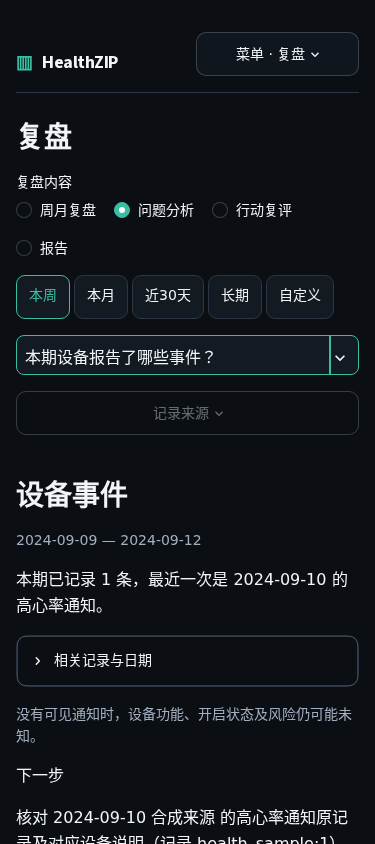 HealthZIP
菜单 · 复盘
复盘
复盘内容
周月复盘 问题分析 行动复评
报告
本周 本月 近30天 长期 自定义
本期设备报告了哪些事件？
记录来源
设备事件
2024-09-09 — 2024-09-12
本期已记录 1 条，最近一次是 2024-09-10 的
高心率通知。
相关记录与日期
没有可见通知时，设备功能、开启状态及风险仍可能未
知。
下一步
核对 2024-09-10 合成来源 的高心率通知原记
录及对应设备说明（记录 health_sample:1）